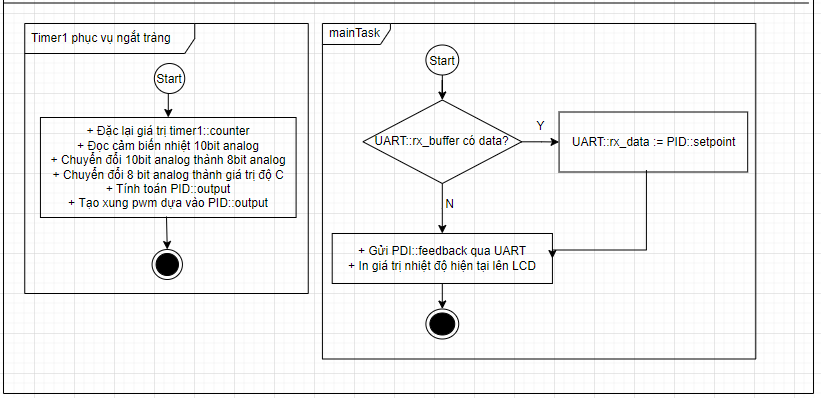 Timer1 phục vụ ngắt trảng
Start
+ Đặc lại giá trị timer1::counter
+ Đọc cảm biến nhiệt 10bit analog
+ Chuyển đổi 10bit analog thành 8bit analog
+ Chuyển đổi 8 bit analog thành giá trị độ C
+ Tính toán PID::output
+ Tạo xung pwm dựa vào PID::output
mainTask
Start
UART::rx_buffer có data?
Y
UART::rx_data := PID::setpoint
N
+ Gửi PDI::feedback qua UART
+ In giá trị nhiệt độ hiện tại lên LCD